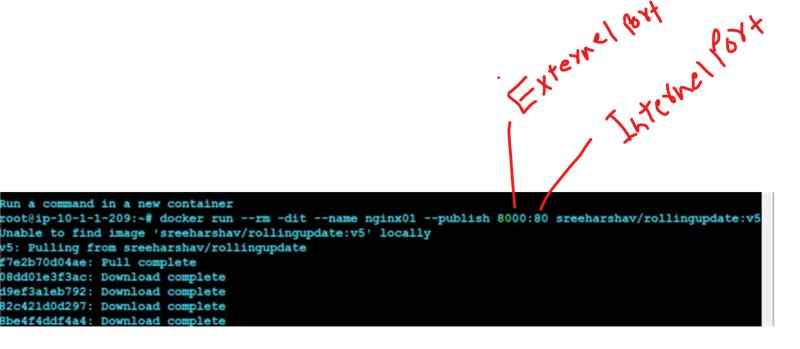 External Port
Internal Port
Run a command in a new container
root@ip-10-1-1-209:~# docker run --rm -dit --name nginx01 --publish 8000:80 sreeharshav/rollingupdate:v5
Unable to find image 'sreeharshav/rollingupdate:v5' locally
v5: Pulling from sreeharshav/rollingupdate
f7e2b70d04ae: Pull complete
08dd01e3f3ac: Download complete
d9ef3a1eb792: Download complete
82c421d0d297: Download complete
8be4f4ddf4a4: Download complete